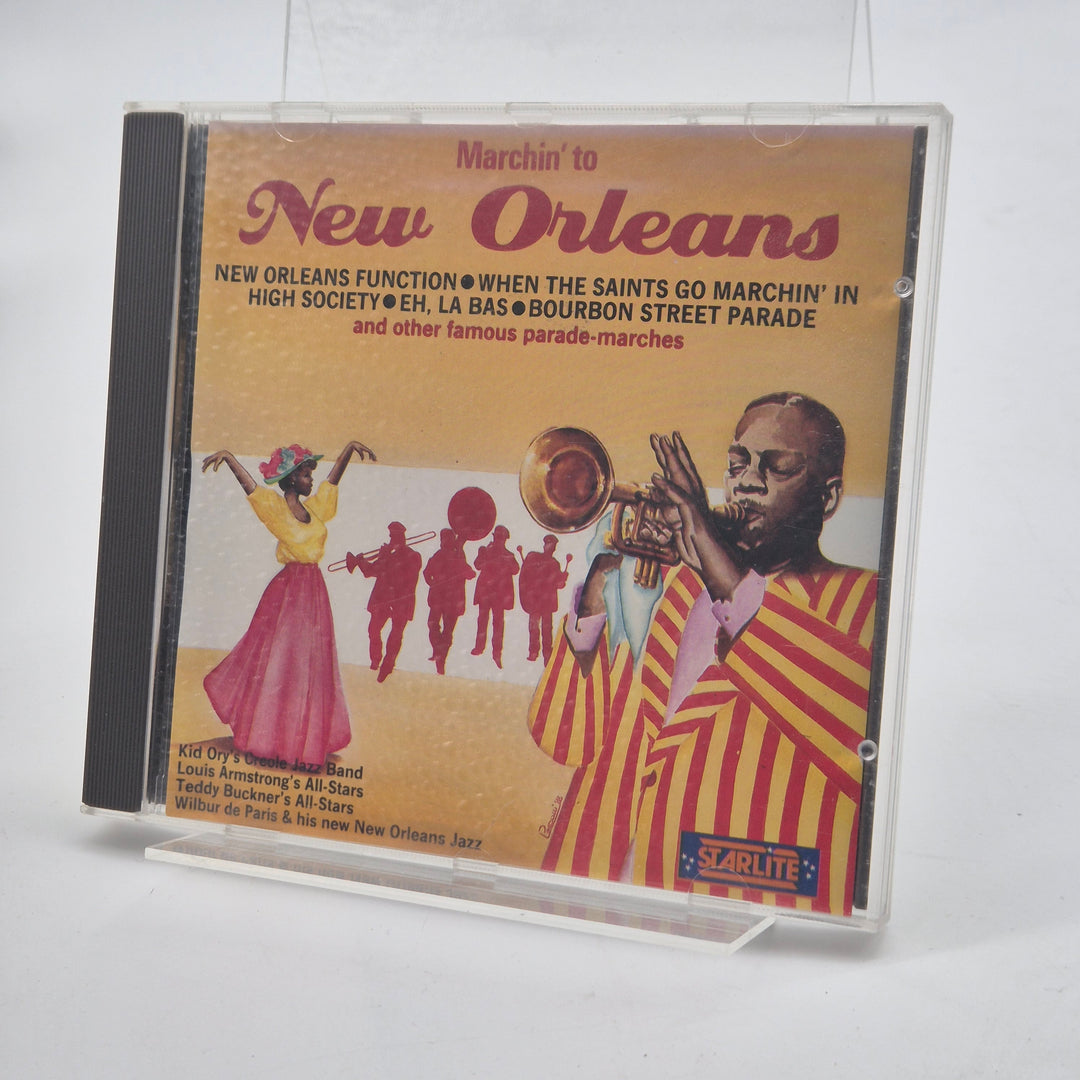 Marchin' to
New Orleans
NEW ORLEANS FUNCTION●WHEN THE SAINTS GO MARCHIN' IN
HIGH SOCIETY●EH, LA BAS●BOURBON STREET PARADE
and other famous parade-marches
Kid Ory's Creole Jazz Band
Louis Armstrong's All-Stars
Teddy Buckner's All-Stars
Wilbur de Paris & his new New Orleans Jazz
STARLITE